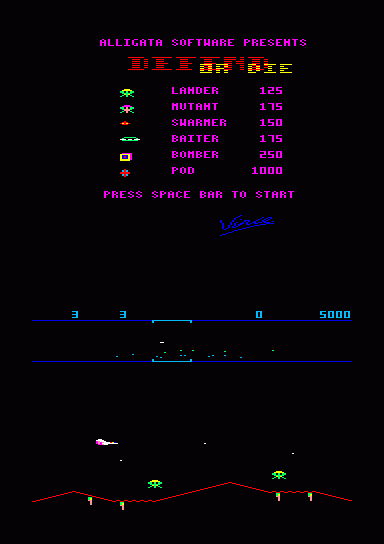 ALLIGATA SOFTWARE PRESENTS
DEFEND
OR DIE
LANDER 125
MUTANT 175
SWARMER 150
BAITER 175
BOMBER 250
POD 1000
PRESS SPACE BAR TO START
3 3 0 5000